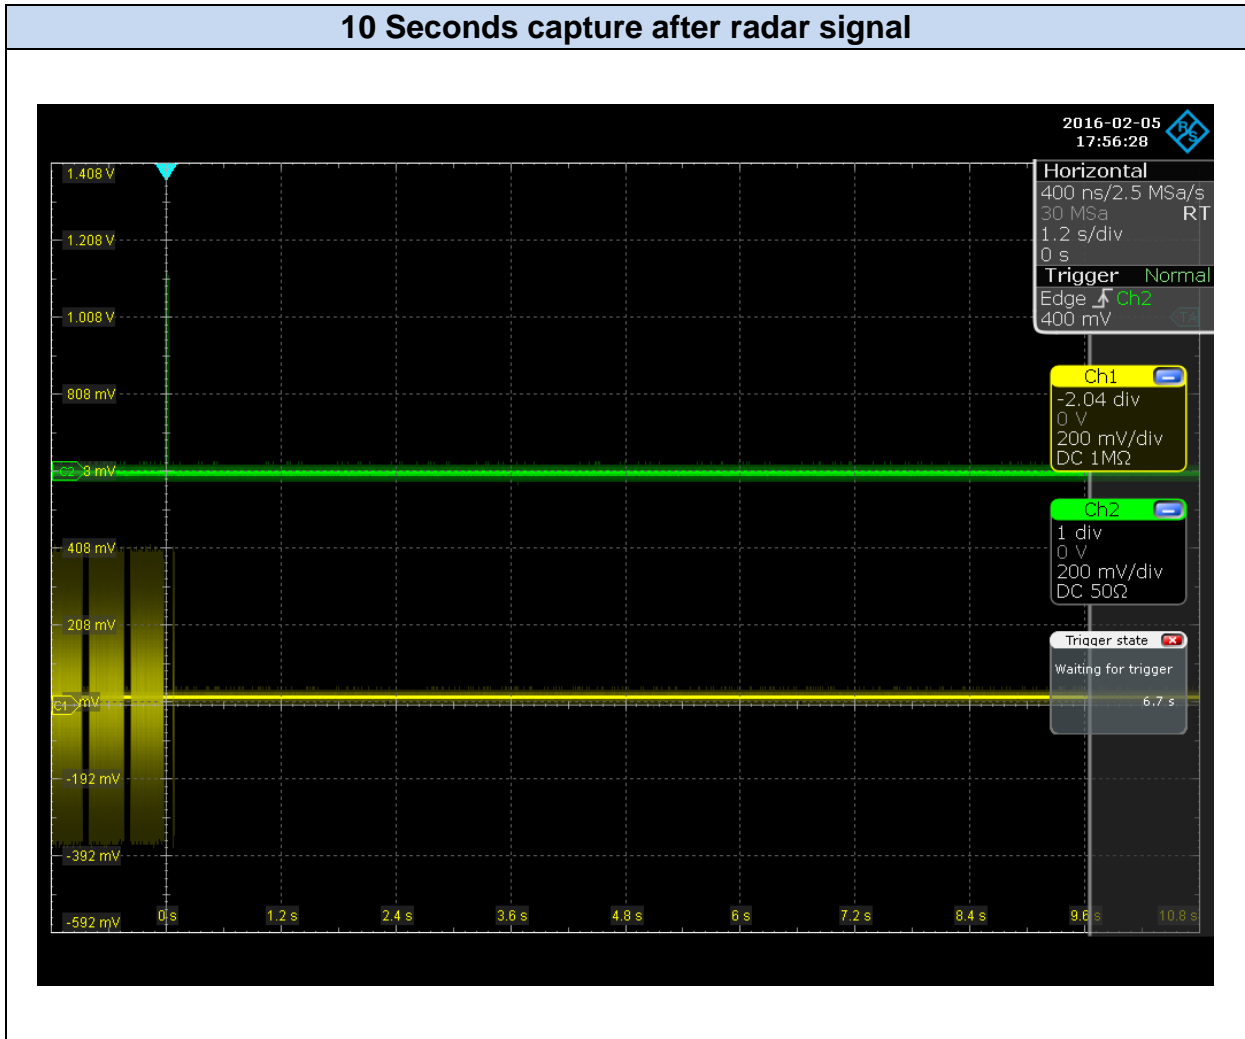 10 Seconds capture after radar signal
2016-02-05
17:56:28
R&S
Horizontal
400 ns/2.5 MSa/s
30 MSa RT
1.2 s/div
0 s
Trigger Normal
Edge Ch2
400 mV
TA
1.408 V
1.208 V
1.008 V
808 mV
C2 8 mV
408 mV
208 mV
C1 mV
-192 mV
-392 mV
-592 mV
0 s 1.2 s 2.4 s 3.6 s 4.8 s 6 s 7.2 s 8.4 s 9.6 s 10.8 s
Ch1
-2.04 div
0 V
200 mV/div
DC 1MΩ
Ch2
1 div
0 V
200 mV/div
DC 50Ω
Trigger state
Waiting for trigger
6.7 s